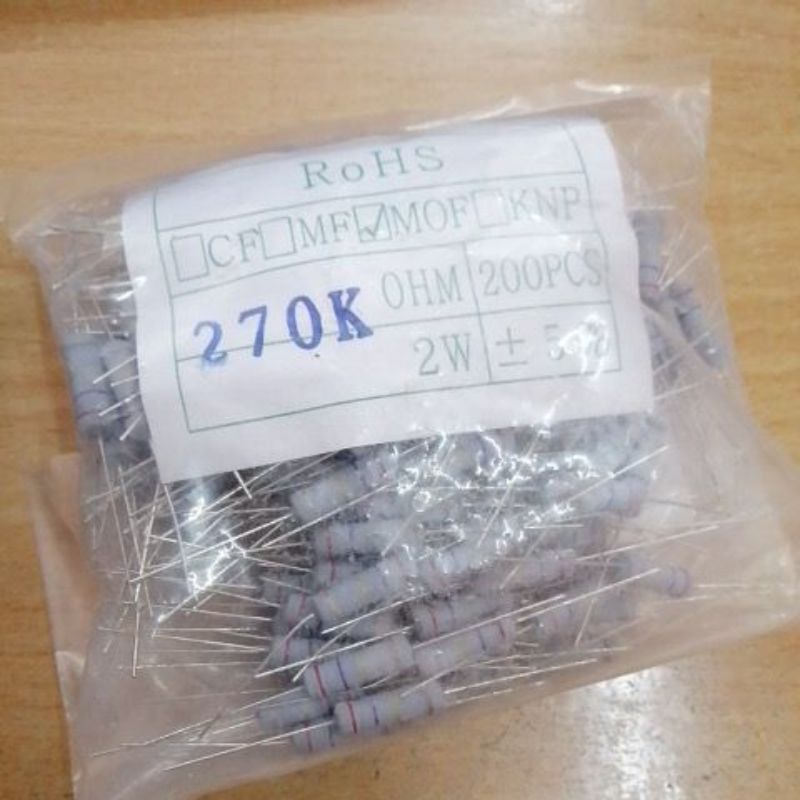 RoHS
□CF□MF☑MOF□KNP
270K OHM 200PCS
2W ± 5%